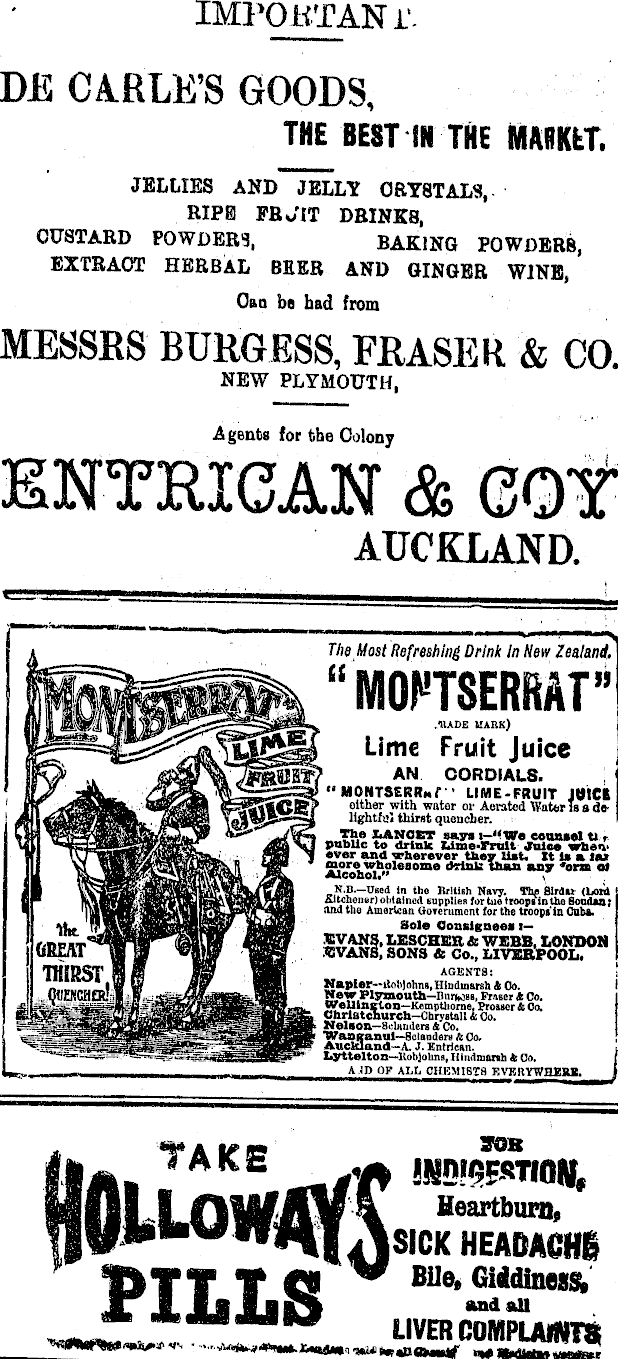 IMPORTANT.
DE CARLE'S GOODS,
THE BEST IN THE MARKET.
JELLIES AND JELLY CRYSTALS,
RIPE FRUIT DRINKS,
CUSTARD POWDERS, BAKING POWDERS,
EXTRACT HERBAL BEER AND GINGER WINE,
Can be had from
MESSRS BURGESS, FRASER & CO.
NEW PLYMOUTH,
Agents for the Colony
ENTRICAN & COY
AUCKLAND.
MONTSERRAT
LIME
FRUIT
JUICE
The
GREAT
THIRST
QUENCHER!
The Most Refreshing Drink in New Zealand.
"MONTSERRAT"
TRADE MARK)
Lime Fruit Juice
AN CORDIALS.
"MONTSERRAT" LIME-FRUIT JUICE
either with water or Aerated Water is a de-
lightful thirst quencher.
The LANCET says :—"We counsel the
public to drink Lime-Fruit Juice when-
ever and wherever they list. It is a far
more wholesome drink than any form of
Alcohol."
N.B.—Used in the British Navy. The Sirdar (Lord
Kitchener) obtained supplies for the troops in the Soudan;
and the American Government for the troops in Cuba.
Sole Consignees :—
EVANS, LESCHER & WEBB, LONDON
EVANS, SONS & Co., LIVERPOOL.
AGENTS:
Napier—Robjohns, Hindmarsh & Co.
New Plymouth—Burgess, Fraser & Co.
Wellington—Kempthorne, Prosser & Co.
Christchurch—Chrystall & Co.
Nelson—Sclanders & Co.
Wanganui—Sclanders & Co.
Auckland—A. J. Entrican.
Lyttelton—Robjohns, Hindmarsh & Co.
AND OF ALL CHEMISTS EVERYWHERE.
TAKE
HOLLOWAY'S
PILLS
FOR
INDIGESTION,
Heartburn,
SICK HEADACHE
Bile, Giddiness,
and all
LIVER COMPLAINTS